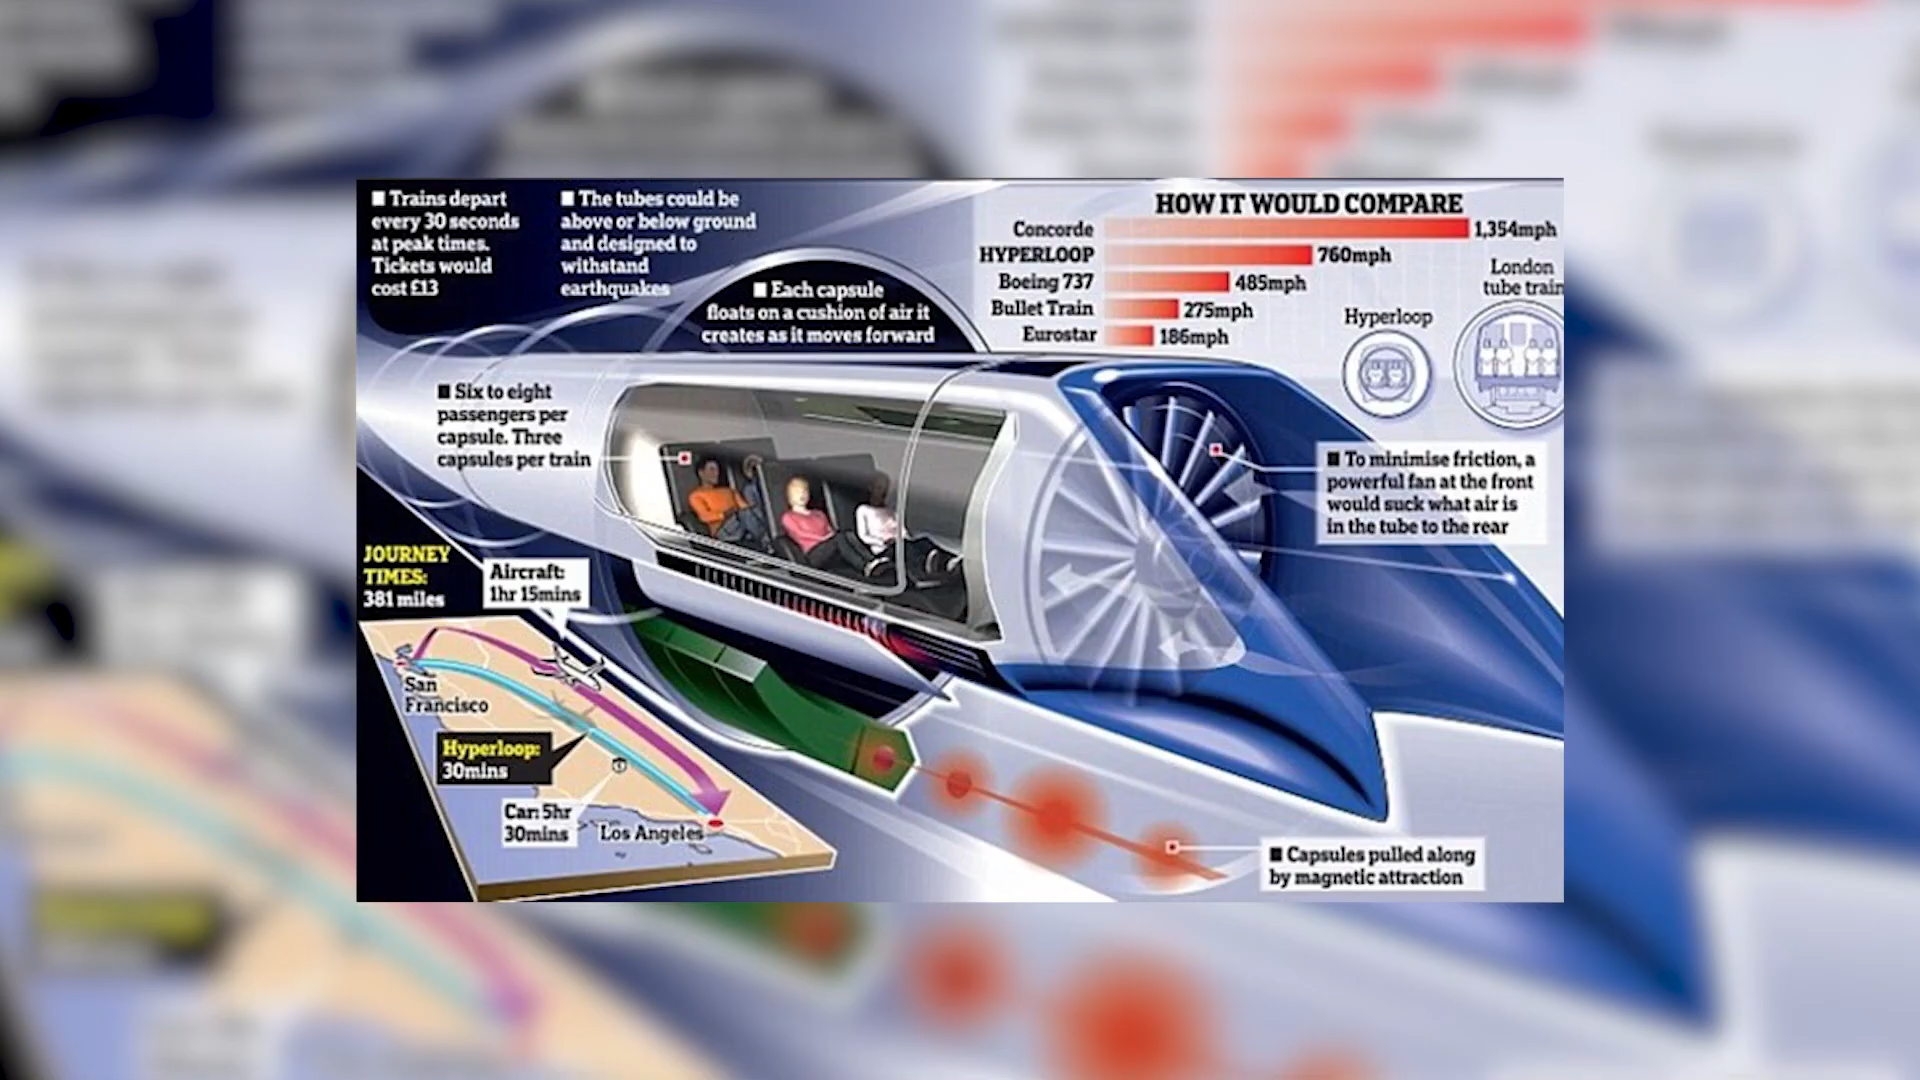 ■ Trains depart
every 30 seconds
at peak times.
Tickets would
cost £13
■ The tubes could be
above or below ground
and designed to
withstand
earthquakes
■ Each capsule
floats on a cushion of air it
creates as it moves forward
HOW IT WOULD COMPARE
Concorde 1,354mph
HYPERLOOP 760mph
Boeing 737 485mph
Bullet Train 275mph
Eurostar 186mph
Hyperloop
London
tube train
■ Six to eight
passengers per
capsule. Three
capsules per train
■ To minimise friction, a
powerful fan at the front
would suck what air is
in the tube to the rear
JOURNEY
TIMES:
381 miles
Aircraft:
1hr 15mins
San
Francisco
Hyperloop:
30mins
Car: 5hr
30mins
Los Angeles
■ Capsules pulled along
by magnetic attraction